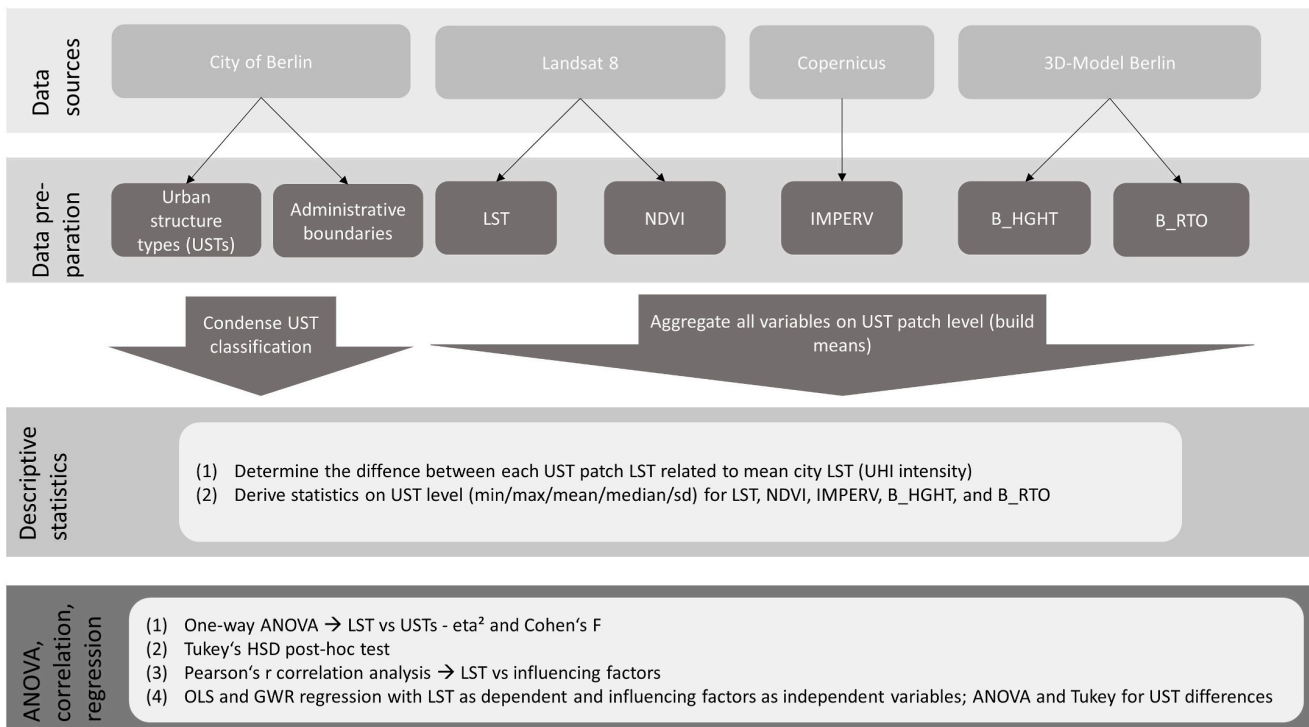 Data
sources
City of Berlin
Landsat 8
Copernicus
3D-Model Berlin
Data pre-
paration
Urban
structure
types (USTs)
Administrative
boundaries
LST
NDVI
IMPERV
B_HGHT
B_RTO
Condense UST
classification
Aggregate all variables on UST patch level (build
means)
Descriptive
statistics
(1) Determine the diffence between each UST patch LST related to mean city LST (UHI intensity)
(2) Derive statistics on UST level (min/max/mean/median/sd) for LST, NDVI, IMPERV, B_HGHT, and B_RTO
ANOVA,
correlation,
regression
(1) One-way ANOVA → LST vs USTs - eta² and Cohen‘s F
(2) Tukey‘s HSD post-hoc test
(3) Pearson‘s r correlation analysis → LST vs influencing factors
(4) OLS and GWR regression with LST as dependent and influencing factors as independent variables; ANOVA and Tukey for UST differences